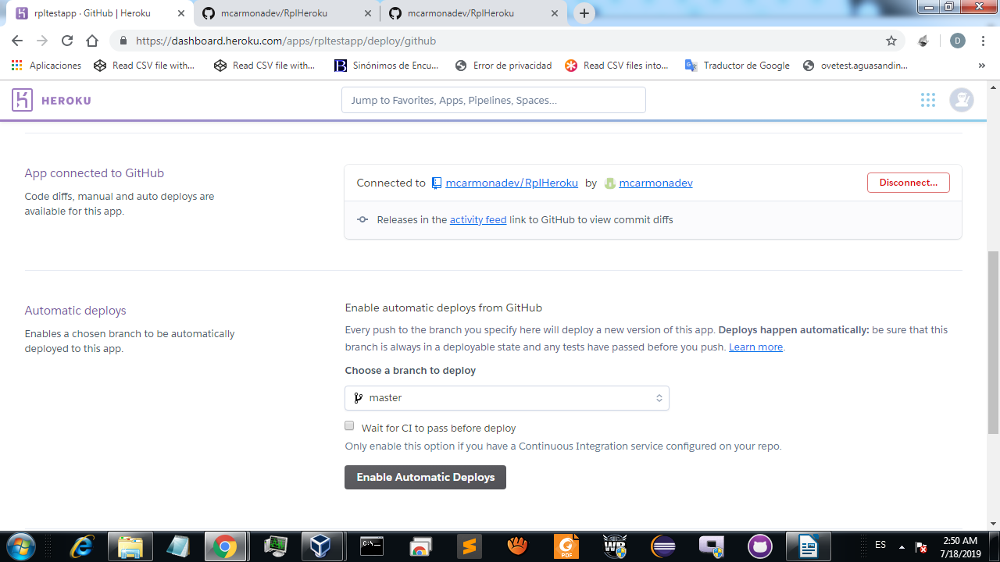 rpltestapp · GitHub | Heroku
mcarmonadev/RplHeroku
mcarmonadev/RplHeroku
https://dashboard.heroku.com/apps/rpltestapp/deploy/github
D
Aplicaciones
Read CSV file with...
Read CSV file with...
B
Sinónimos de Encu...
Error de privacidad
Read CSV files into...
Traductor de Google
ovetest.aguasandin...
»
HEROKU
Jump to Favorites, Apps, Pipelines, Spaces...
App connected to GitHub
Code diffs, manual and auto deploys are
available for this app.
Connected to mcarmonadev/RplHeroku by mcarmonadev
Disconnect...
Releases in the activity feed link to GitHub to view commit diffs
Automatic deploys
Enables a chosen branch to be automatically
deployed to this app.
Enable automatic deploys from GitHub
Every push to the branch you specify here will deploy a new version of this app. Deploys happen automatically: be sure that this
branch is always in a deployable state and any tests have passed before you push. Learn more.
Choose a branch to deploy
master
Wait for CI to pass before deploy
Only enable this option if you have a Continuous Integration service configured on your repo.
Enable Automatic Deploys
C:\
PDF
WP
ES
2:50 AM
7/18/2019